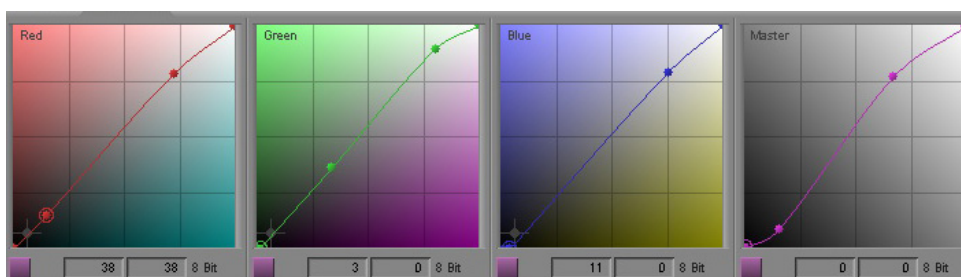 Red
Green
Blue
Master
38 38 8 Bit
3 0 8 Bit
11 0 8 Bit
0 0 8 Bit